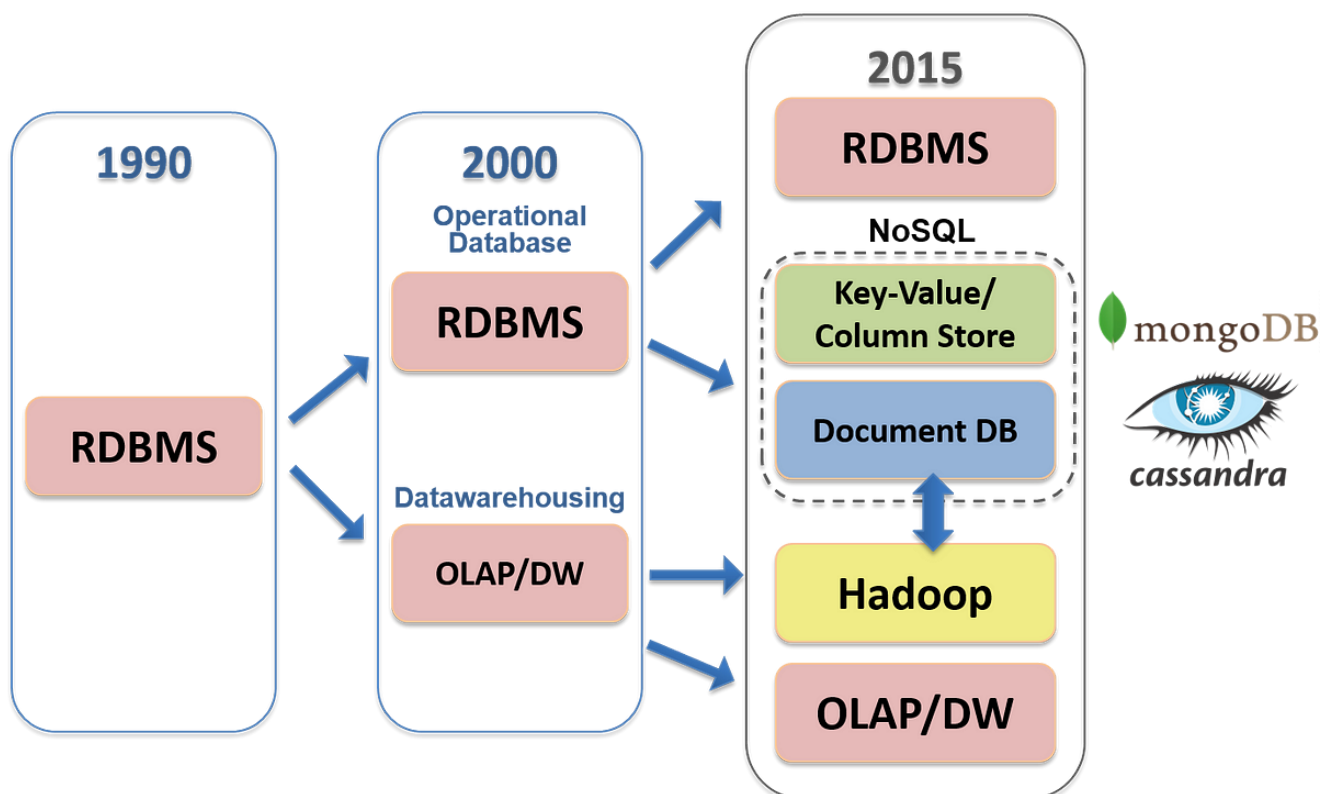 1990
RDBMS
2000
Operational
Database
RDBMS
Datawarehousing
OLAP/DW
2015
RDBMS
NoSQL
Key-Value/
Column Store
Document DB
Hadoop
OLAP/DW
mongoDB
cassandra